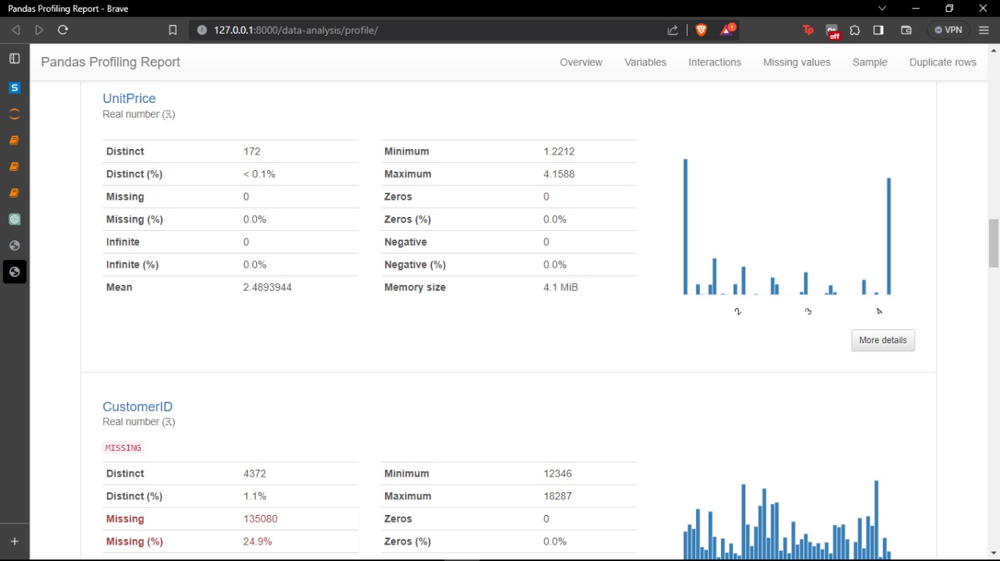 Pandas Profiling Report - Brave
127.0.0.1:8000/data-analysis/profile/
1
Tp
off
VPN
S
Pandas Profiling Report
Overview Variables Interactions Missing values Sample Duplicate rows
UnitPrice
Real number (ℝ)
Distinct 172 Minimum 1.2212
Distinct (%) < 0.1% Maximum 4.1588
Missing 0 Zeros 0
Missing (%) 0.0% Zeros (%) 0.0%
Infinite 0 Negative 0
Infinite (%) 0.0% Negative (%) 0.0%
Mean 2.4893944 Memory size 4.1 MiB
2 3 4
More details
CustomerID
Real number (ℝ)
MISSING
Distinct 4372 Minimum 12346
Distinct (%) 1.1% Maximum 18287
Missing 135080 Zeros 0
Missing (%) 24.9% Zeros (%) 0.0%